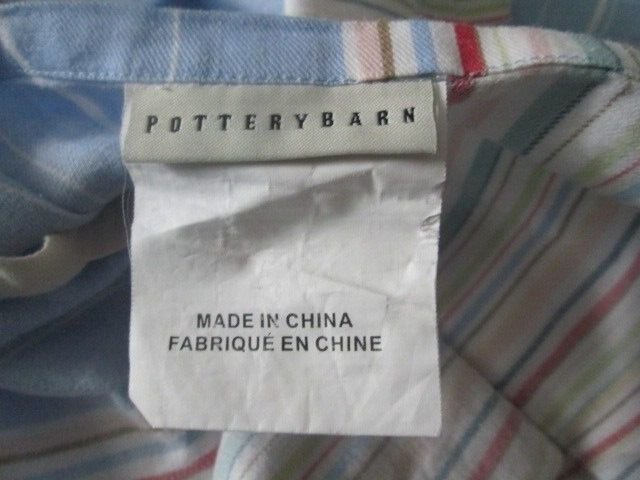 POTTERYBARN
MADE IN CHINA
FABRIQUÉ EN CHINE